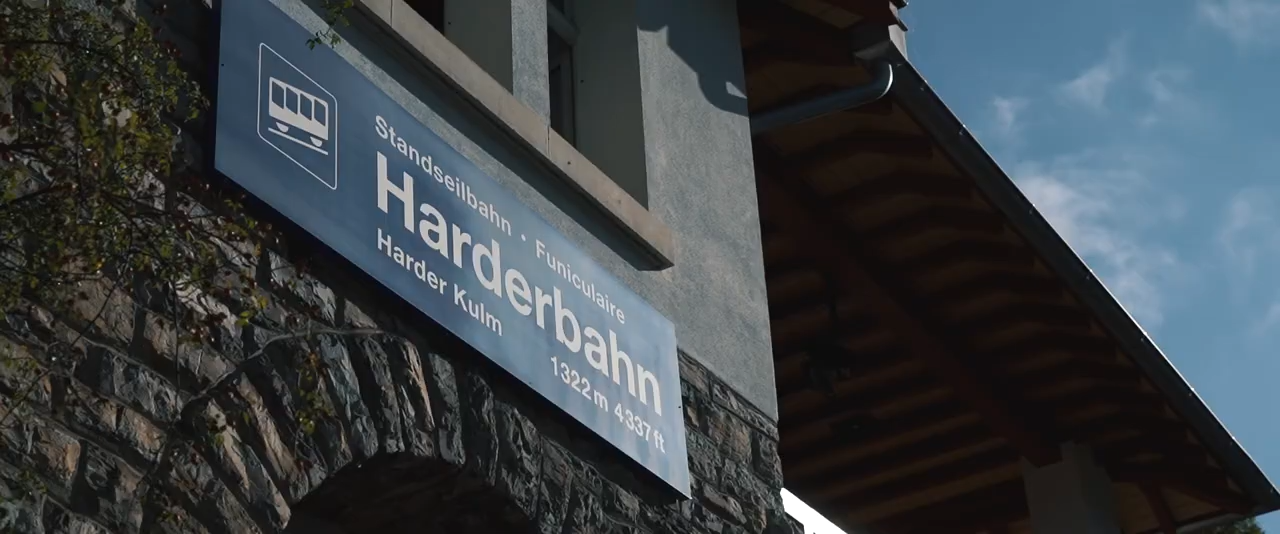 Standseilbahn · Funiculaire
Harderbahn
Harder Kulm
1322 m 4337 ft